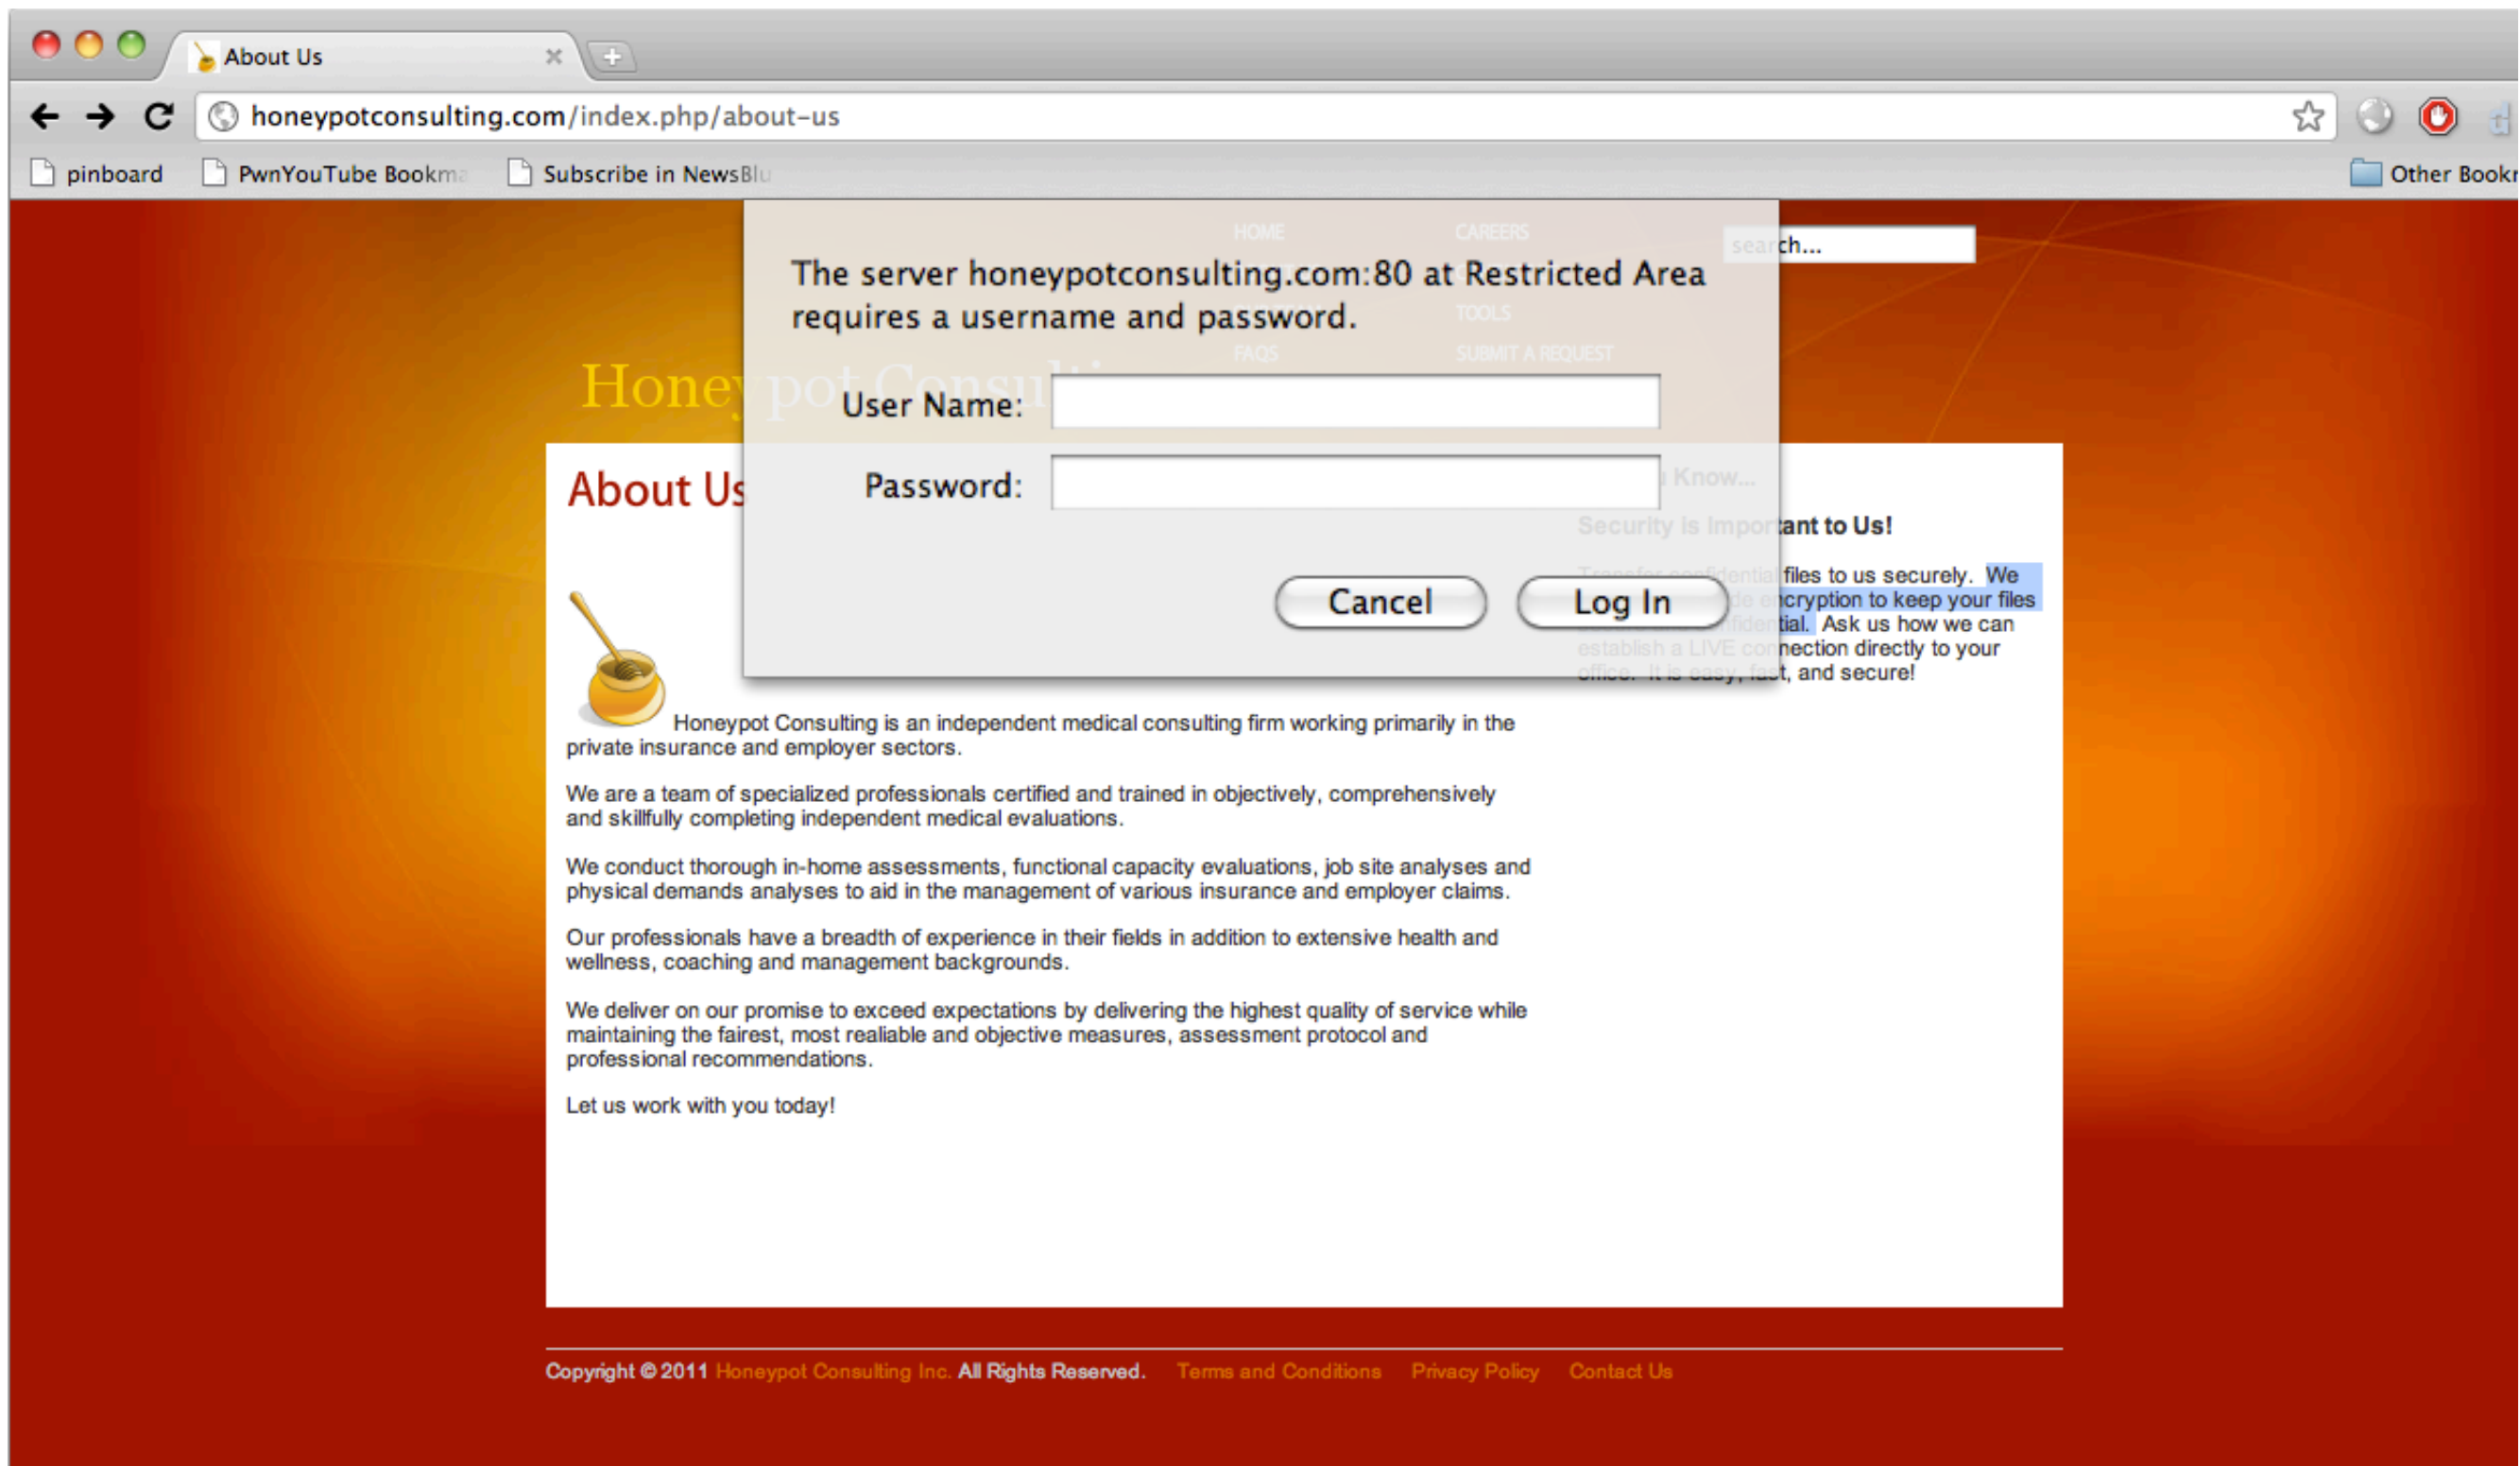 About Us
honeypotconsulting.com/index.php/about-us
pinboard PwnYouTube Bookma Subscribe in NewsBlu Other Bookr
HOME CAREERS
search...
The server honeypotconsulting.com:80 at Restricted Area
requires a username and password.
TOOLS
FAQS SUBMIT A REQUEST
Honeypot Consulti
User Name:
Password:
Cancel Log In
About Us
Honeypot Consulting is an independent medical consulting firm working primarily in the
private insurance and employer sectors.
We are a team of specialized professionals certified and trained in objectively, comprehensively
and skillfully completing independent medical evaluations.
We conduct thorough in-home assessments, functional capacity evaluations, job site analyses and
physical demands analyses to aid in the management of various insurance and employer claims.
Our professionals have a breadth of experience in their fields in addition to extensive health and
wellness, coaching and management backgrounds.
We deliver on our promise to exceed expectations by delivering the highest quality of service while
maintaining the fairest, most realiable and objective measures, assessment protocol and
professional recommendations.
Let us work with you today!
Know...
Security is Important to Us!
Transfer confidential files to us securely. We
encryption to keep your files
confidential. Ask us how we can
establish a LIVE connection directly to your
office. It is easy, fast, and secure!
Copyright © 2011 Honeypot Consulting Inc. All Rights Reserved. Terms and Conditions Privacy Policy Contact Us